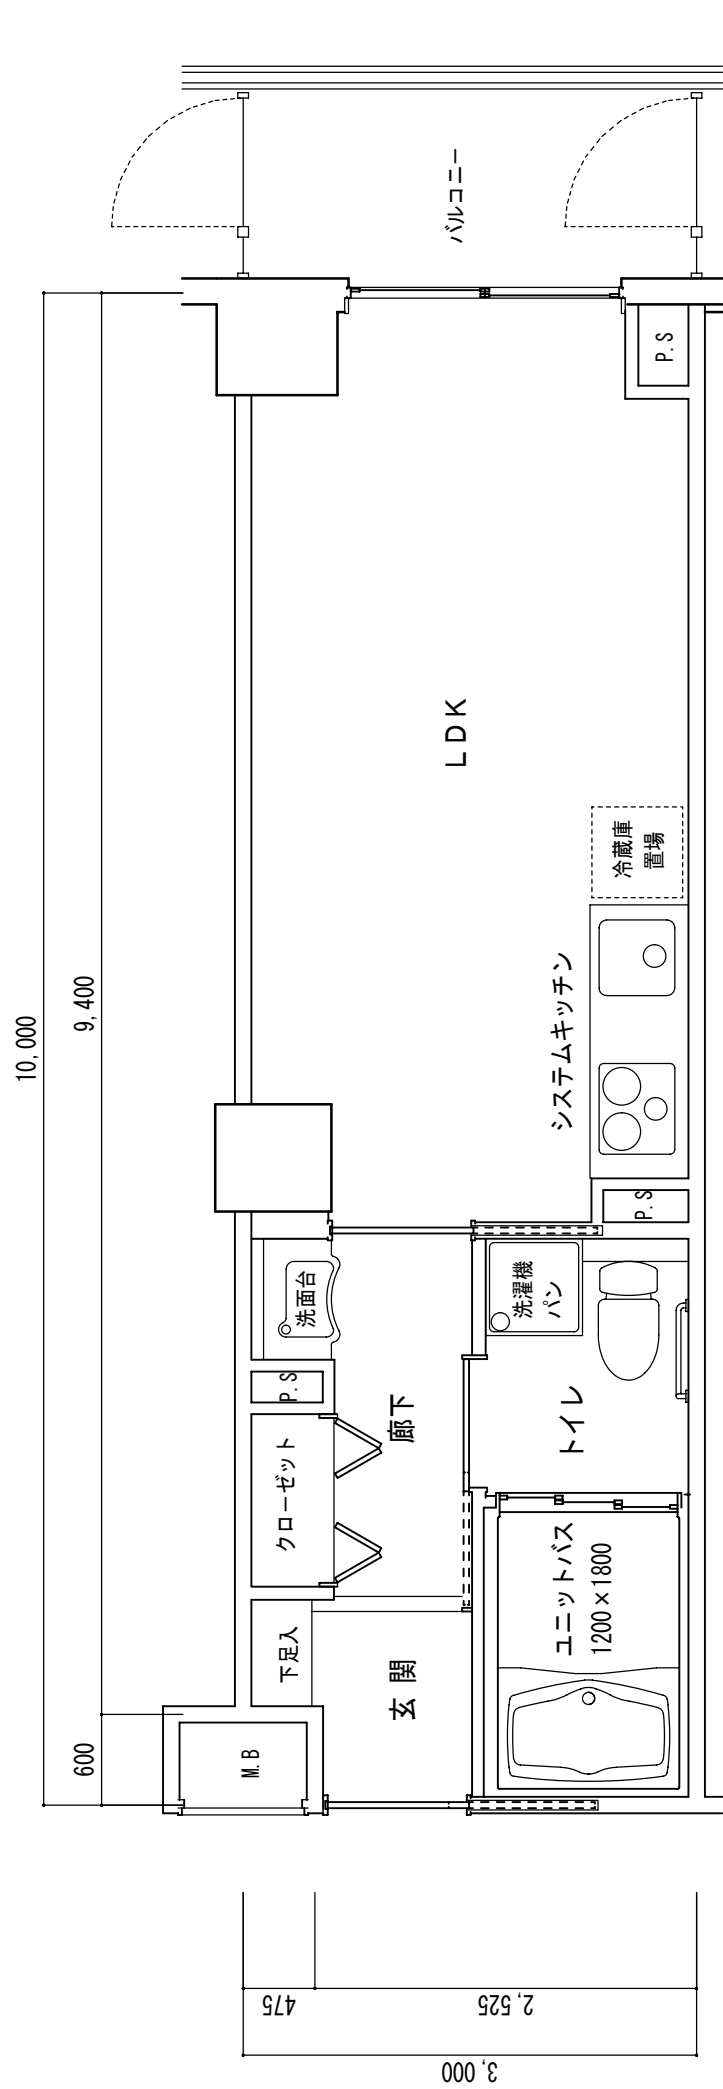 バルコニー
P.S
LDK
冷蔵庫
置場
システムキッチン
P.S
10,000
9,400
600
洗面台
洗濯機
パン
P.S
クローゼット
廊下
トイレ
下足入
玄関
ユニットバス
1200×1800
M.B
475
2,525
3,000